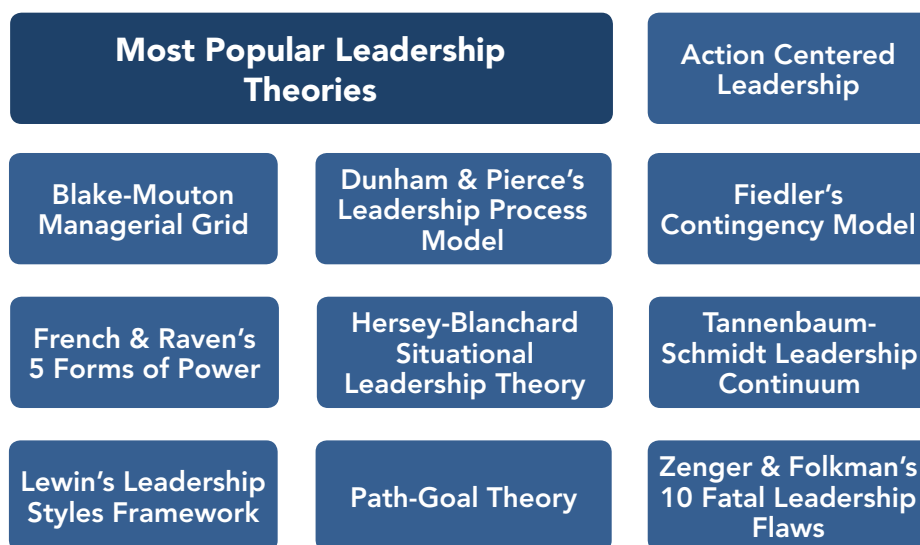 Most Popular Leadership
Theories
Action Centered
Leadership
Blake-Mouton
Managerial Grid
Dunham & Pierce’s
Leadership Process
Model
Fiedler’s
Contingency Model
French & Raven’s
5 Forms of Power
Hersey-Blanchard
Situational
Leadership Theory
Tannenbaum-
Schmidt Leadership
Continuum
Lewin’s Leadership
Styles Framework
Path-Goal Theory
Zenger & Folkman’s
10 Fatal Leadership
Flaws